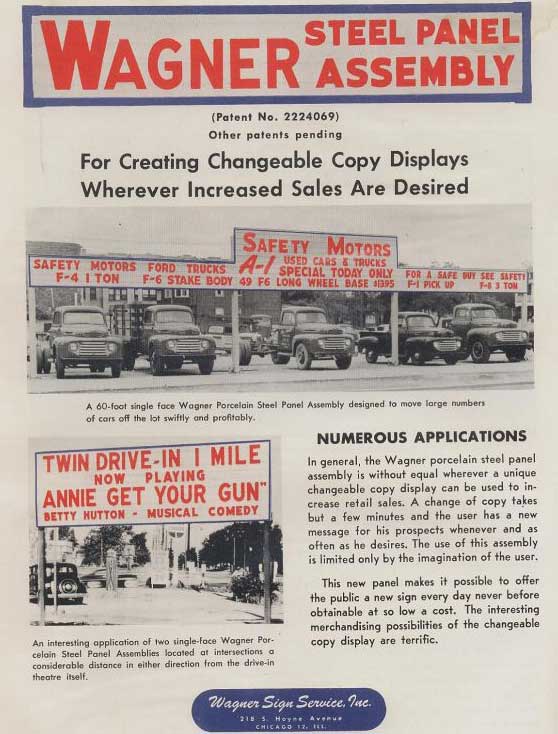 WAGNER STEEL PANEL
ASSEMBLY
(Patent No. 2224069)
Other patents pending
For Creating Changeable Copy Displays
Wherever Increased Sales Are Desired
SAFETY MOTORS FORD TRUCKS
F-4 1 TON F-6 STAKE BODY
SAFETY MOTORS
A-1 USED CARS & TRUCKS
SPECIAL TODAY ONLY
49 F6 LONG WHEEL BASE $1395
FOR A SAFE BUY SEE SAFETY
F-1 PICK UP F-8 3 TON
A 60-foot single face Wagner Porcelain Steel Panel Assembly designed to move large numbers
of cars off the lot swiftly and profitably.
TWIN DRIVE-IN 1 MILE
NOW PLAYING
ANNIE GET YOUR GUN"
BETTY HUTTON - MUSICAL COMEDY
An interesting application of two single-face Wagner Por-
celain Steel Panel Assemblies located at intersections a
considerable distance in either direction from the drive-in
theatre itself.
NUMEROUS APPLICATIONS
In general, the Wagner porcelain steel panel
assembly is without equal wherever a unique
changeable copy display can be used to in-
crease retail sales. A change of copy takes
but a few minutes and the user has a new
message for his prospects whenever and as
often as he desires. The use of this assembly
is limited only by the imagination of the user.
This new panel makes it possible to offer
the public a new sign every day never before
obtainable at so low a cost. The interesting
merchandising possibilities of the changeable
copy display are terrific.
Wagner Sign Service, Inc.
218 S. Hoyne Avenue
CHICAGO 12, ILL.